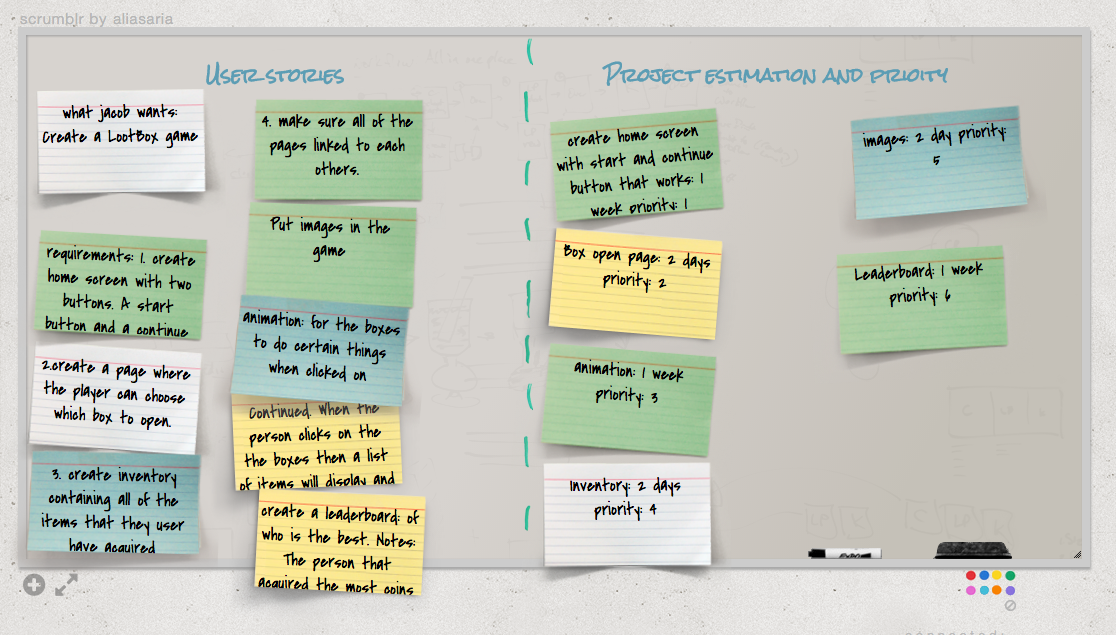 scrumblr by aliasaria
User stories
Project estimation and prioity
what jacob wants:
Create a LootBox game
requirements: 1. create
home screen with two
buttons. A start
button and a continue
2.create a page where
the player can choose
which box to open.
3. create inventory
containing all of the
items that they user
have acquired
4. make sure all of the
pages linked to each
others.
Put images in the
game
animation: for the boxes
to do certain things
when clicked on
Continued. When the
person clicks on the
the boxes then a list
of items will display and
create a leaderboard: of
who is the best. Notes:
The person that
acquired the most coins
create home screen
with start and continue
button that works: 1
week priority: 1
Box open page: 2 days
priority: 2
animation: 1 week
priority: 3
Inventory: 2 days
priority: 4
images: 2 day priority:
5
Leaderboard: 1 week
priority: 6
EXPO